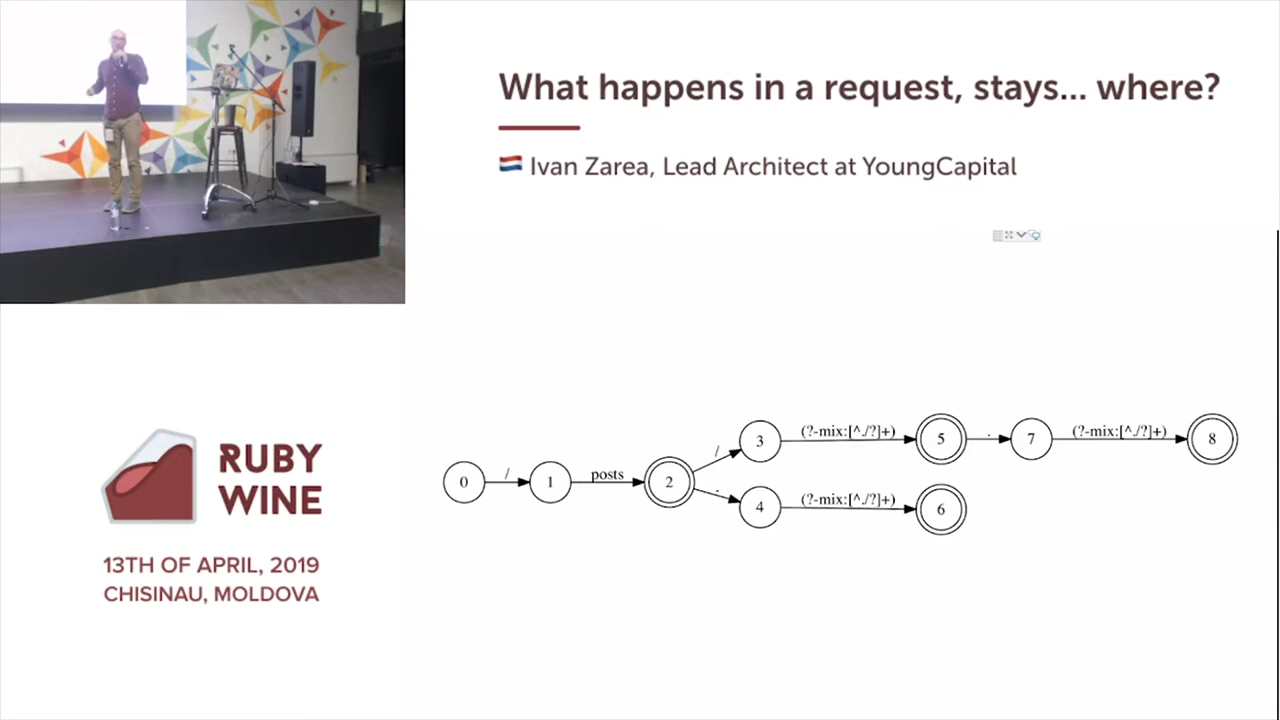 What happens in a request, stays... where?
Ivan Zarea, Lead Architect at YoungCapital
RUBY
WINE
13TH OF APRIL, 2019
CHISINAU, MOLDOVA
0
/
1
posts
2
/
3
(?-mix:[^./?]+)
5
.
7
(?-mix:[^./?]+)
8
.
4
(?-mix:[^./?]+)
6